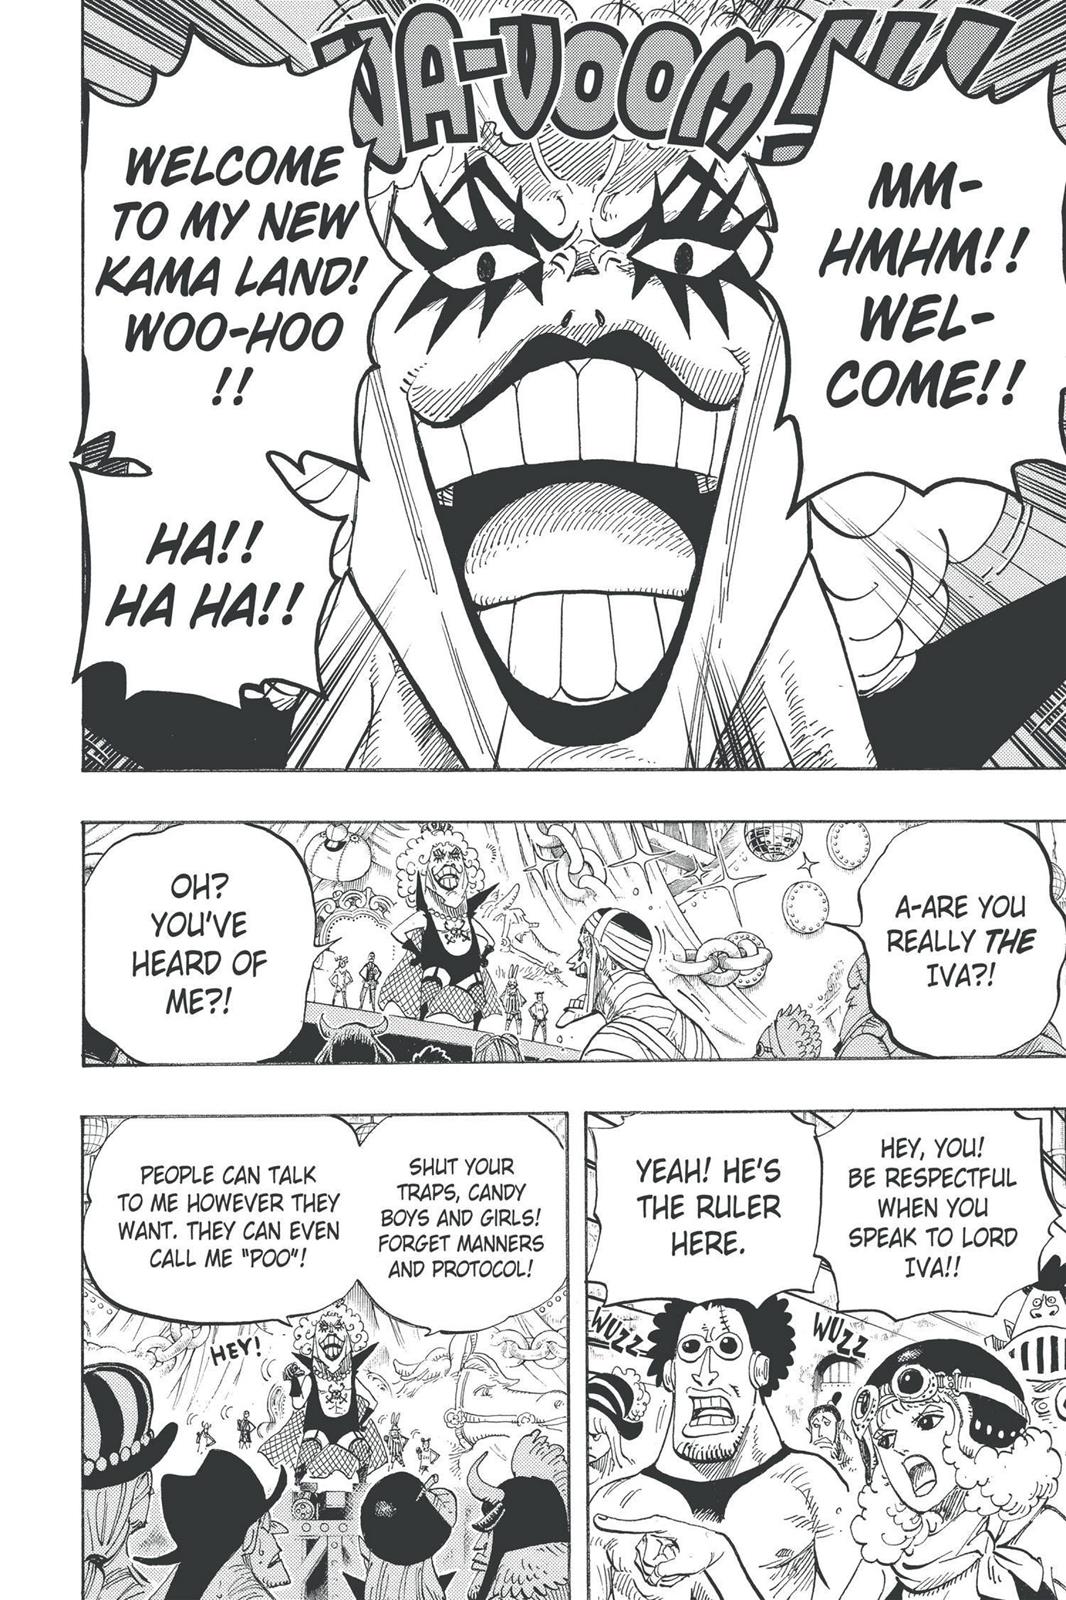 VA-VOOM!!!
MM-
HMHM!!
WEL-
COME!!
WELCOME
TO MY NEW
KAMA LAND!
WOO-HOO
!!
HA!!
HA HA!!
A-ARE YOU
REALLY THE
IVA?!
OH?
YOU'VE
HEARD OF
ME?!
HEY, YOU!
BE RESPECTFUL
WHEN YOU
SPEAK TO LORD
IVA!!
YEAH! HE'S
THE RULER
HERE.
WUZZ
WUZZ
SHUT YOUR
TRAPS, CANDY
BOYS AND GIRLS!
FORGET MANNERS
AND PROTOCOL!
PEOPLE CAN TALK
TO ME HOWEVER THEY
WANT. THEY CAN EVEN
CALL ME "POO"!
HEY!